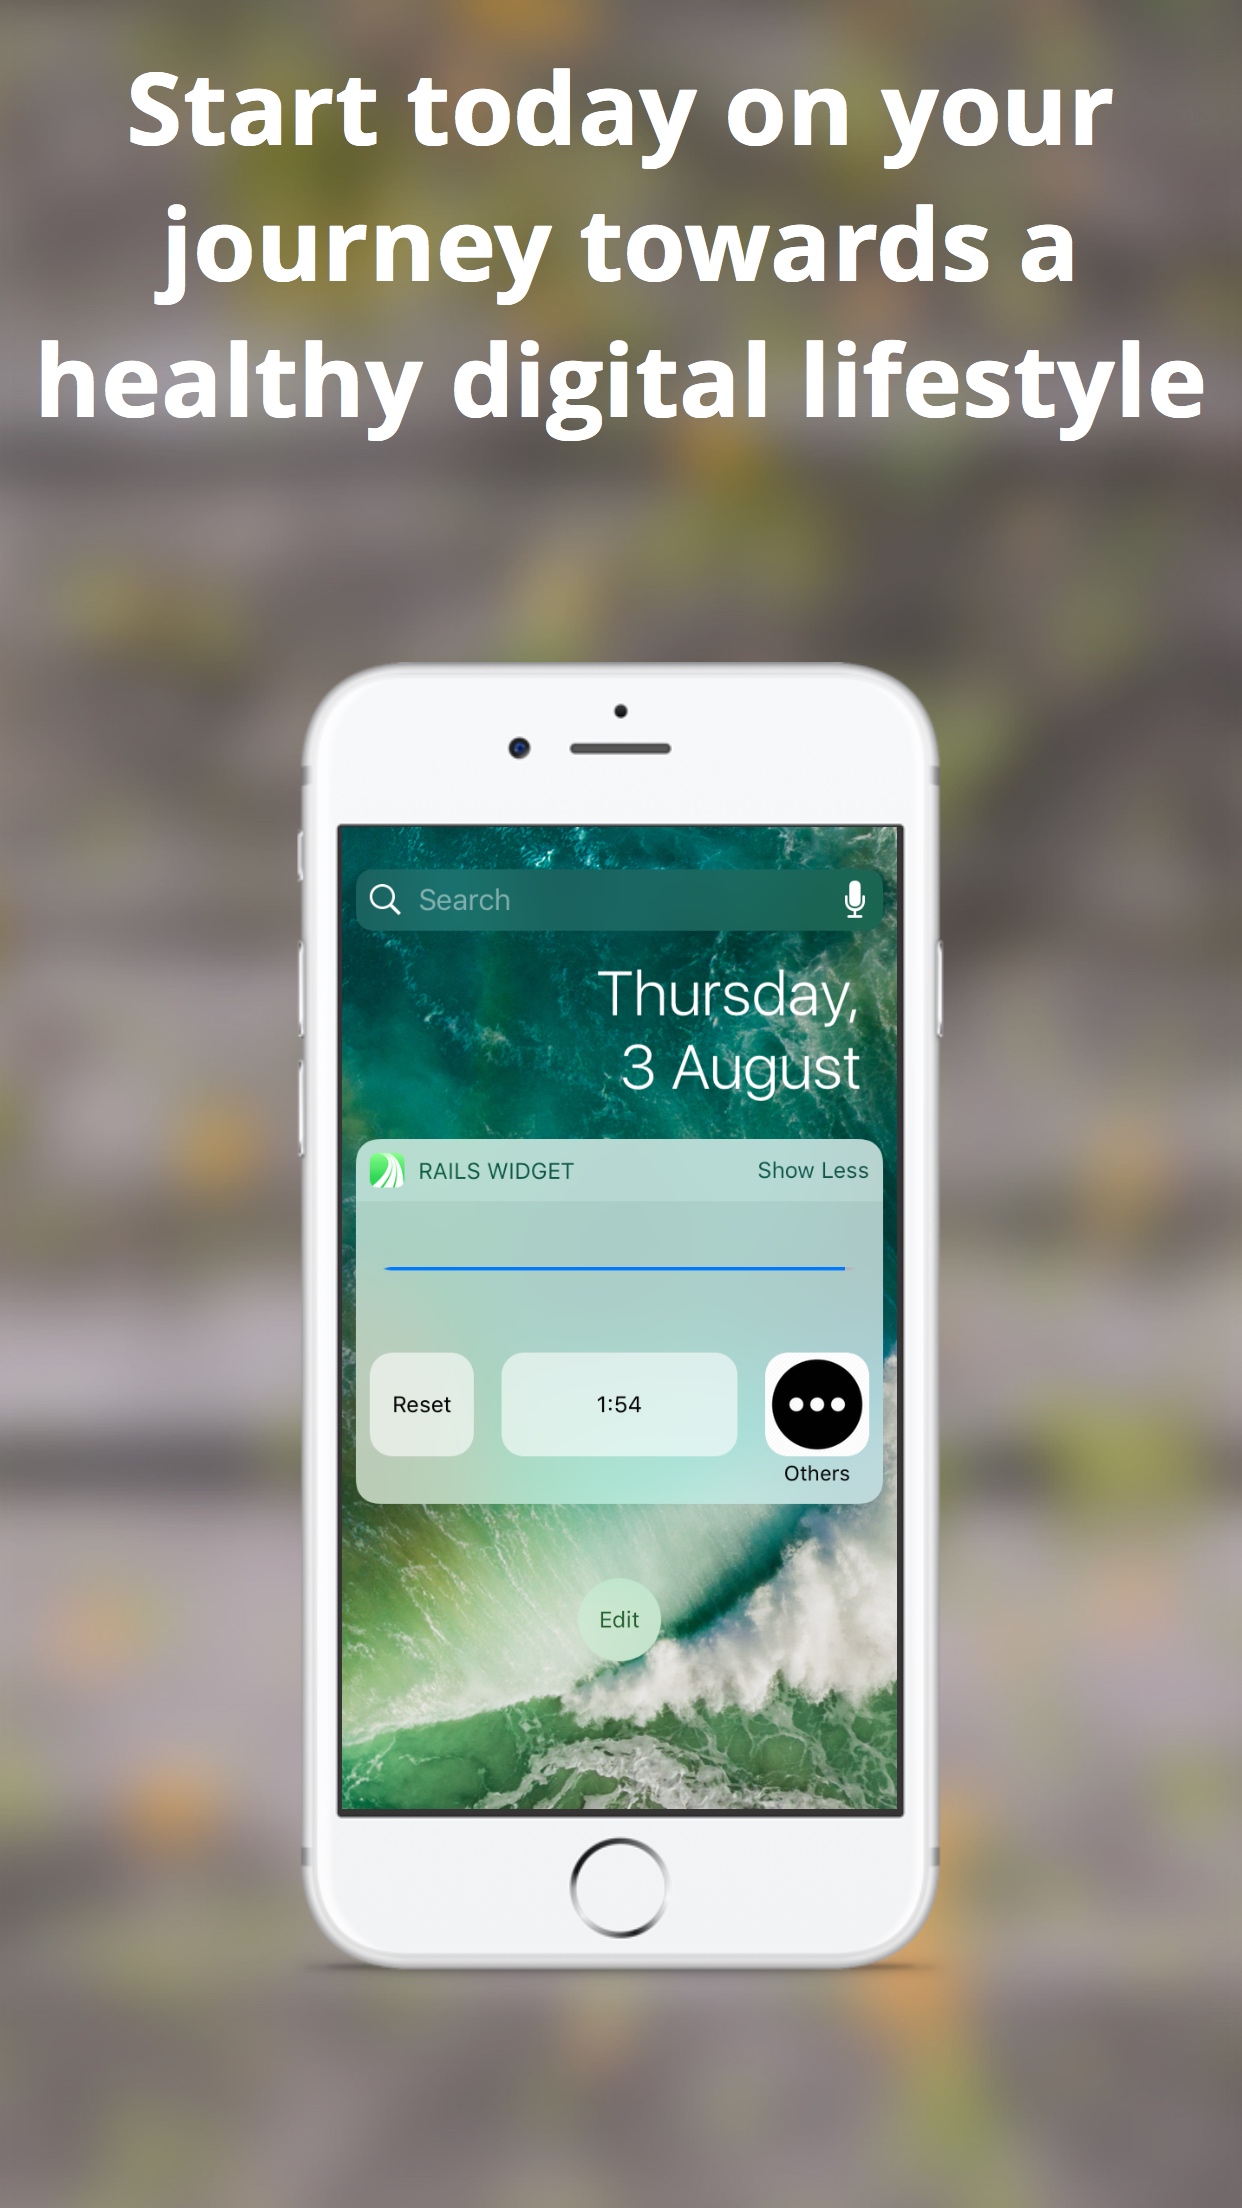 Start today on your
journey towards a
healthy digital lifestyle
Search
Thursday,
3 August
RAILS WIDGET Show Less
Reset 1:54
Others
Edit